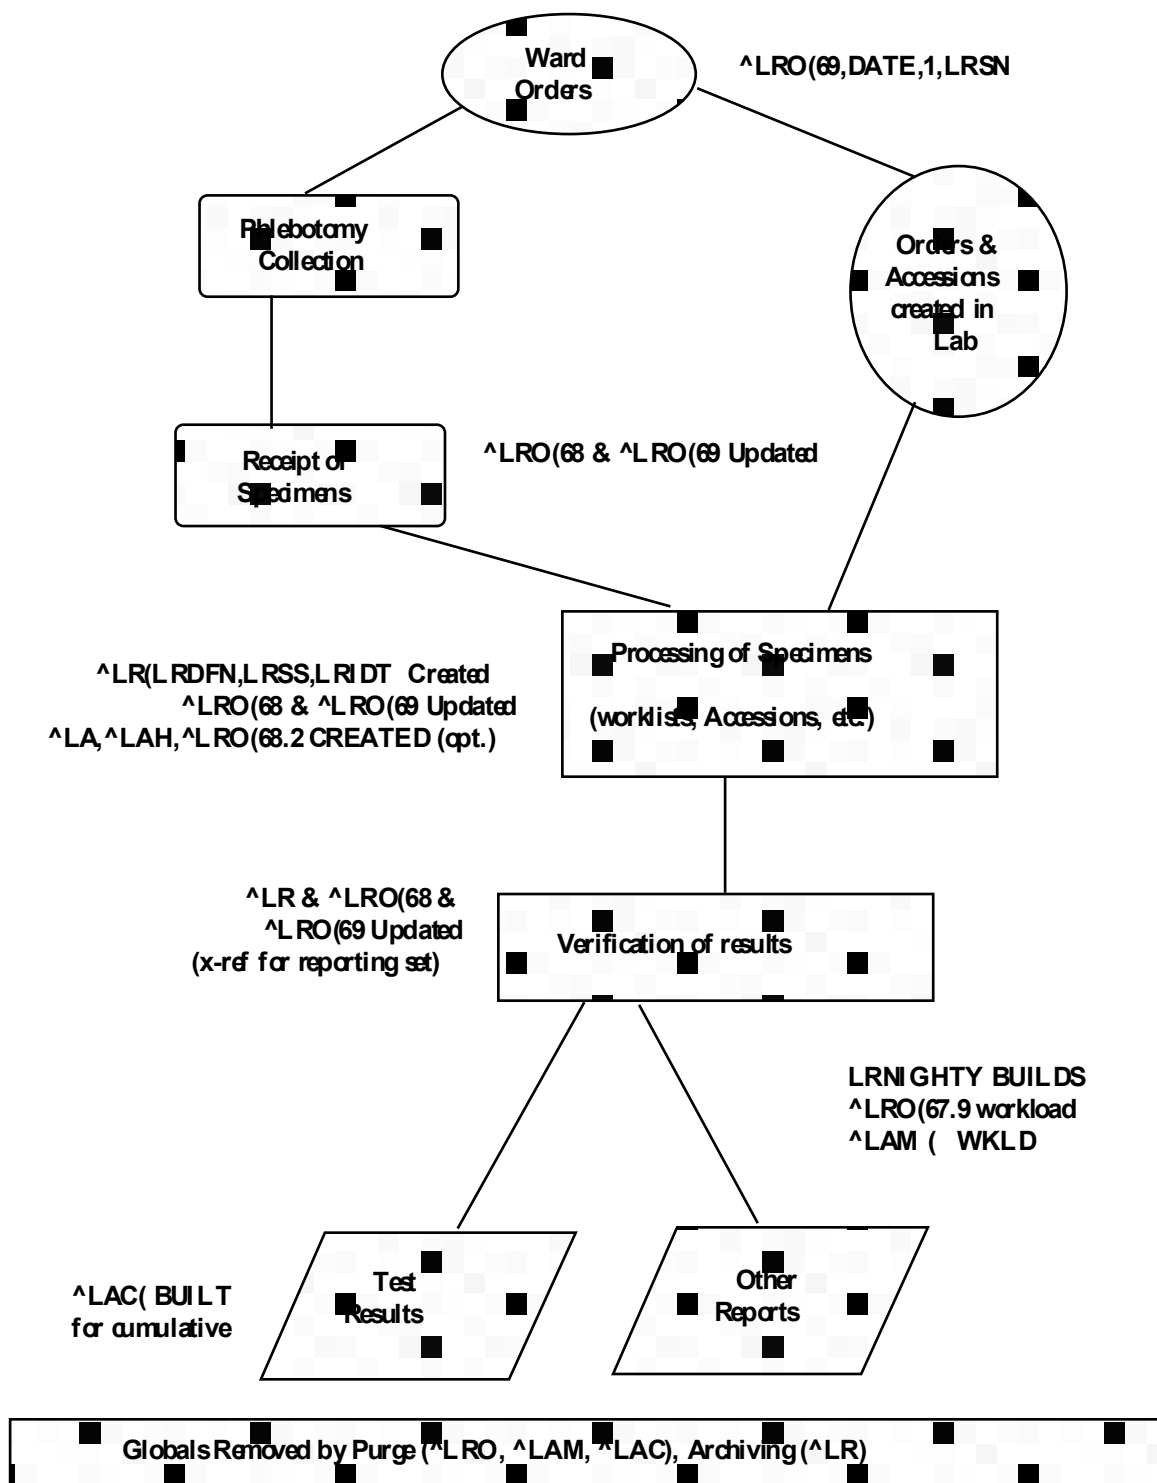 Ward
Orders
^LRO(69,DATE,1,LRSN
Phlebotomy
Collection
Orders &
Accessions
created in
Lab
Receipt of
Specimens
^LRO(68 & ^LRO(69 Updated
Processing of Specimens
(worklists, Accessions, etc.)
^LR(LRDFN,LRSS,LRIDT Created
^LRO(68 & ^LRO(69 Updated
^LA,^LAH,^LRO(68.2 CREATED (opt.)
^LR & ^LRO(68 &
^LRO(69 Updated
(x-ref for reporting set)
Verification of results
LRNIGHTY BUILDS
^LRO(67.9 workload
^LAM ( WKLD
^LAC( BUILT
for cumulative
Test
Results
Other
Reports
Globals Removed by Purge (^LRO, ^LAM, ^LAC), Archiving (^LR)